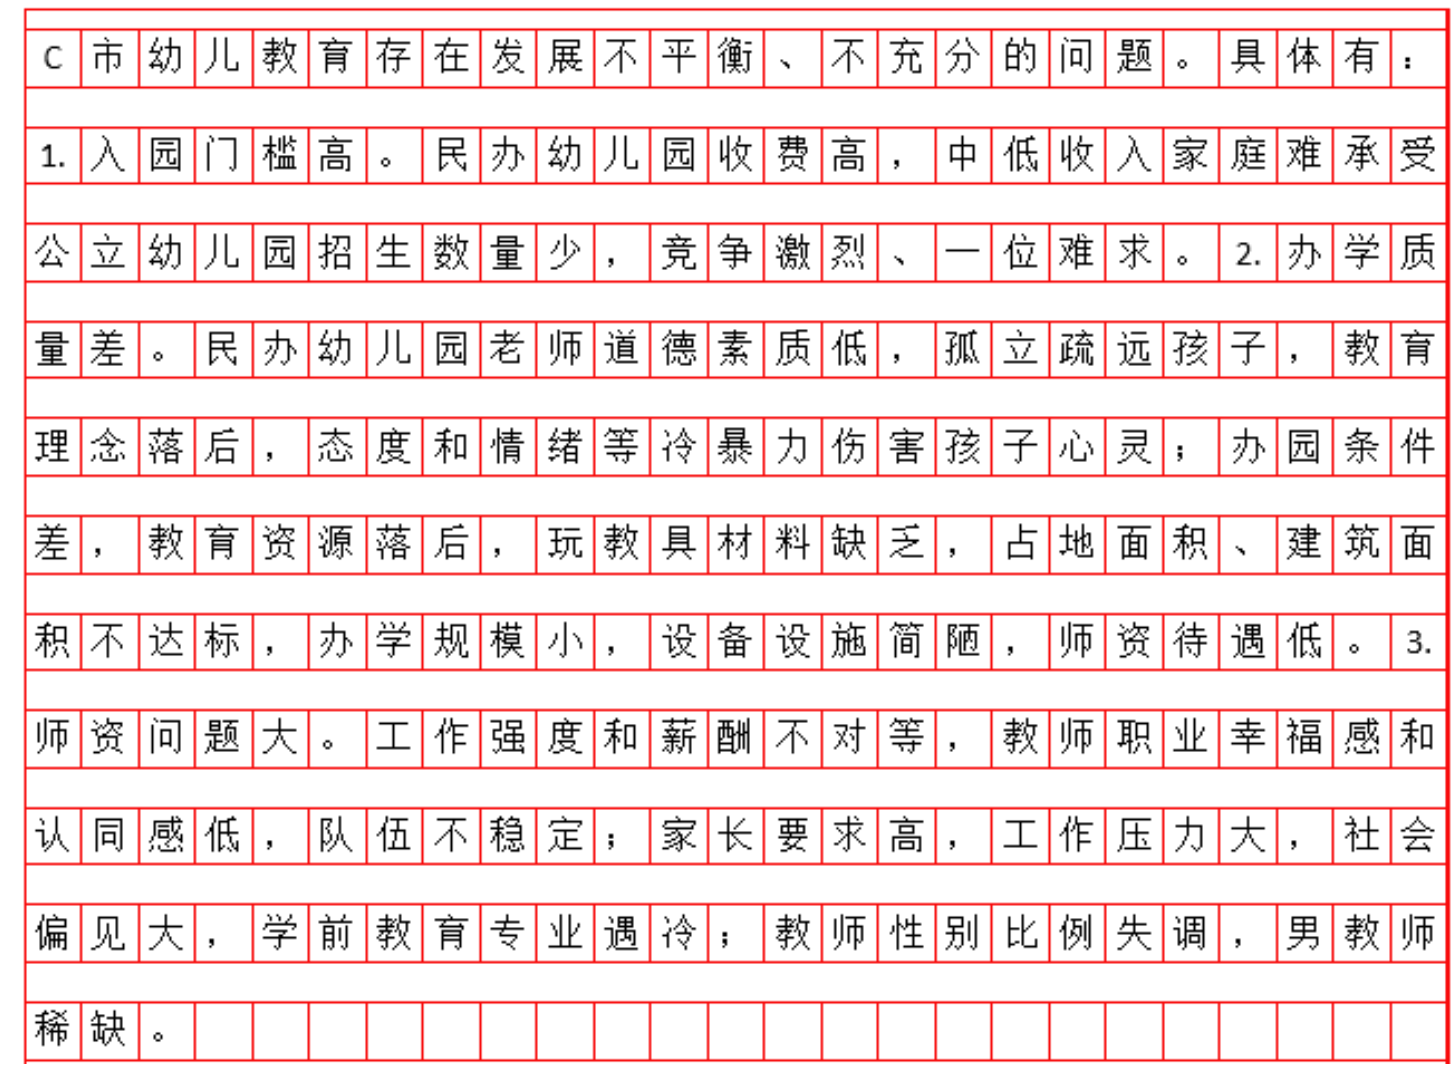 C市幼儿教育存在发展不平衡、不充分的问题。具体有：
1.入园门槛高。民办幼儿园收费高，中低收入家庭难承受
公立幼儿园招生数量少，竞争激烈、一位难求。2.办学质
量差。民办幼儿园老师道德素质低，孤立疏远孩子，教育
理念落后，态度和情绪等冷暴力伤害孩子心灵；办园条件
差，教育资源落后，玩教具材料缺乏，占地面积、建筑面
积不达标，办学规模小，设备设施简陋，师资待遇低。3.
师资问题大。工作强度和薪酬不对等，教师职业幸福感和
认同感低，队伍不稳定；家长要求高，工作压力大，社会
偏见大，学前教育专业遇冷；教师性别比例失调，男教师
稀缺。